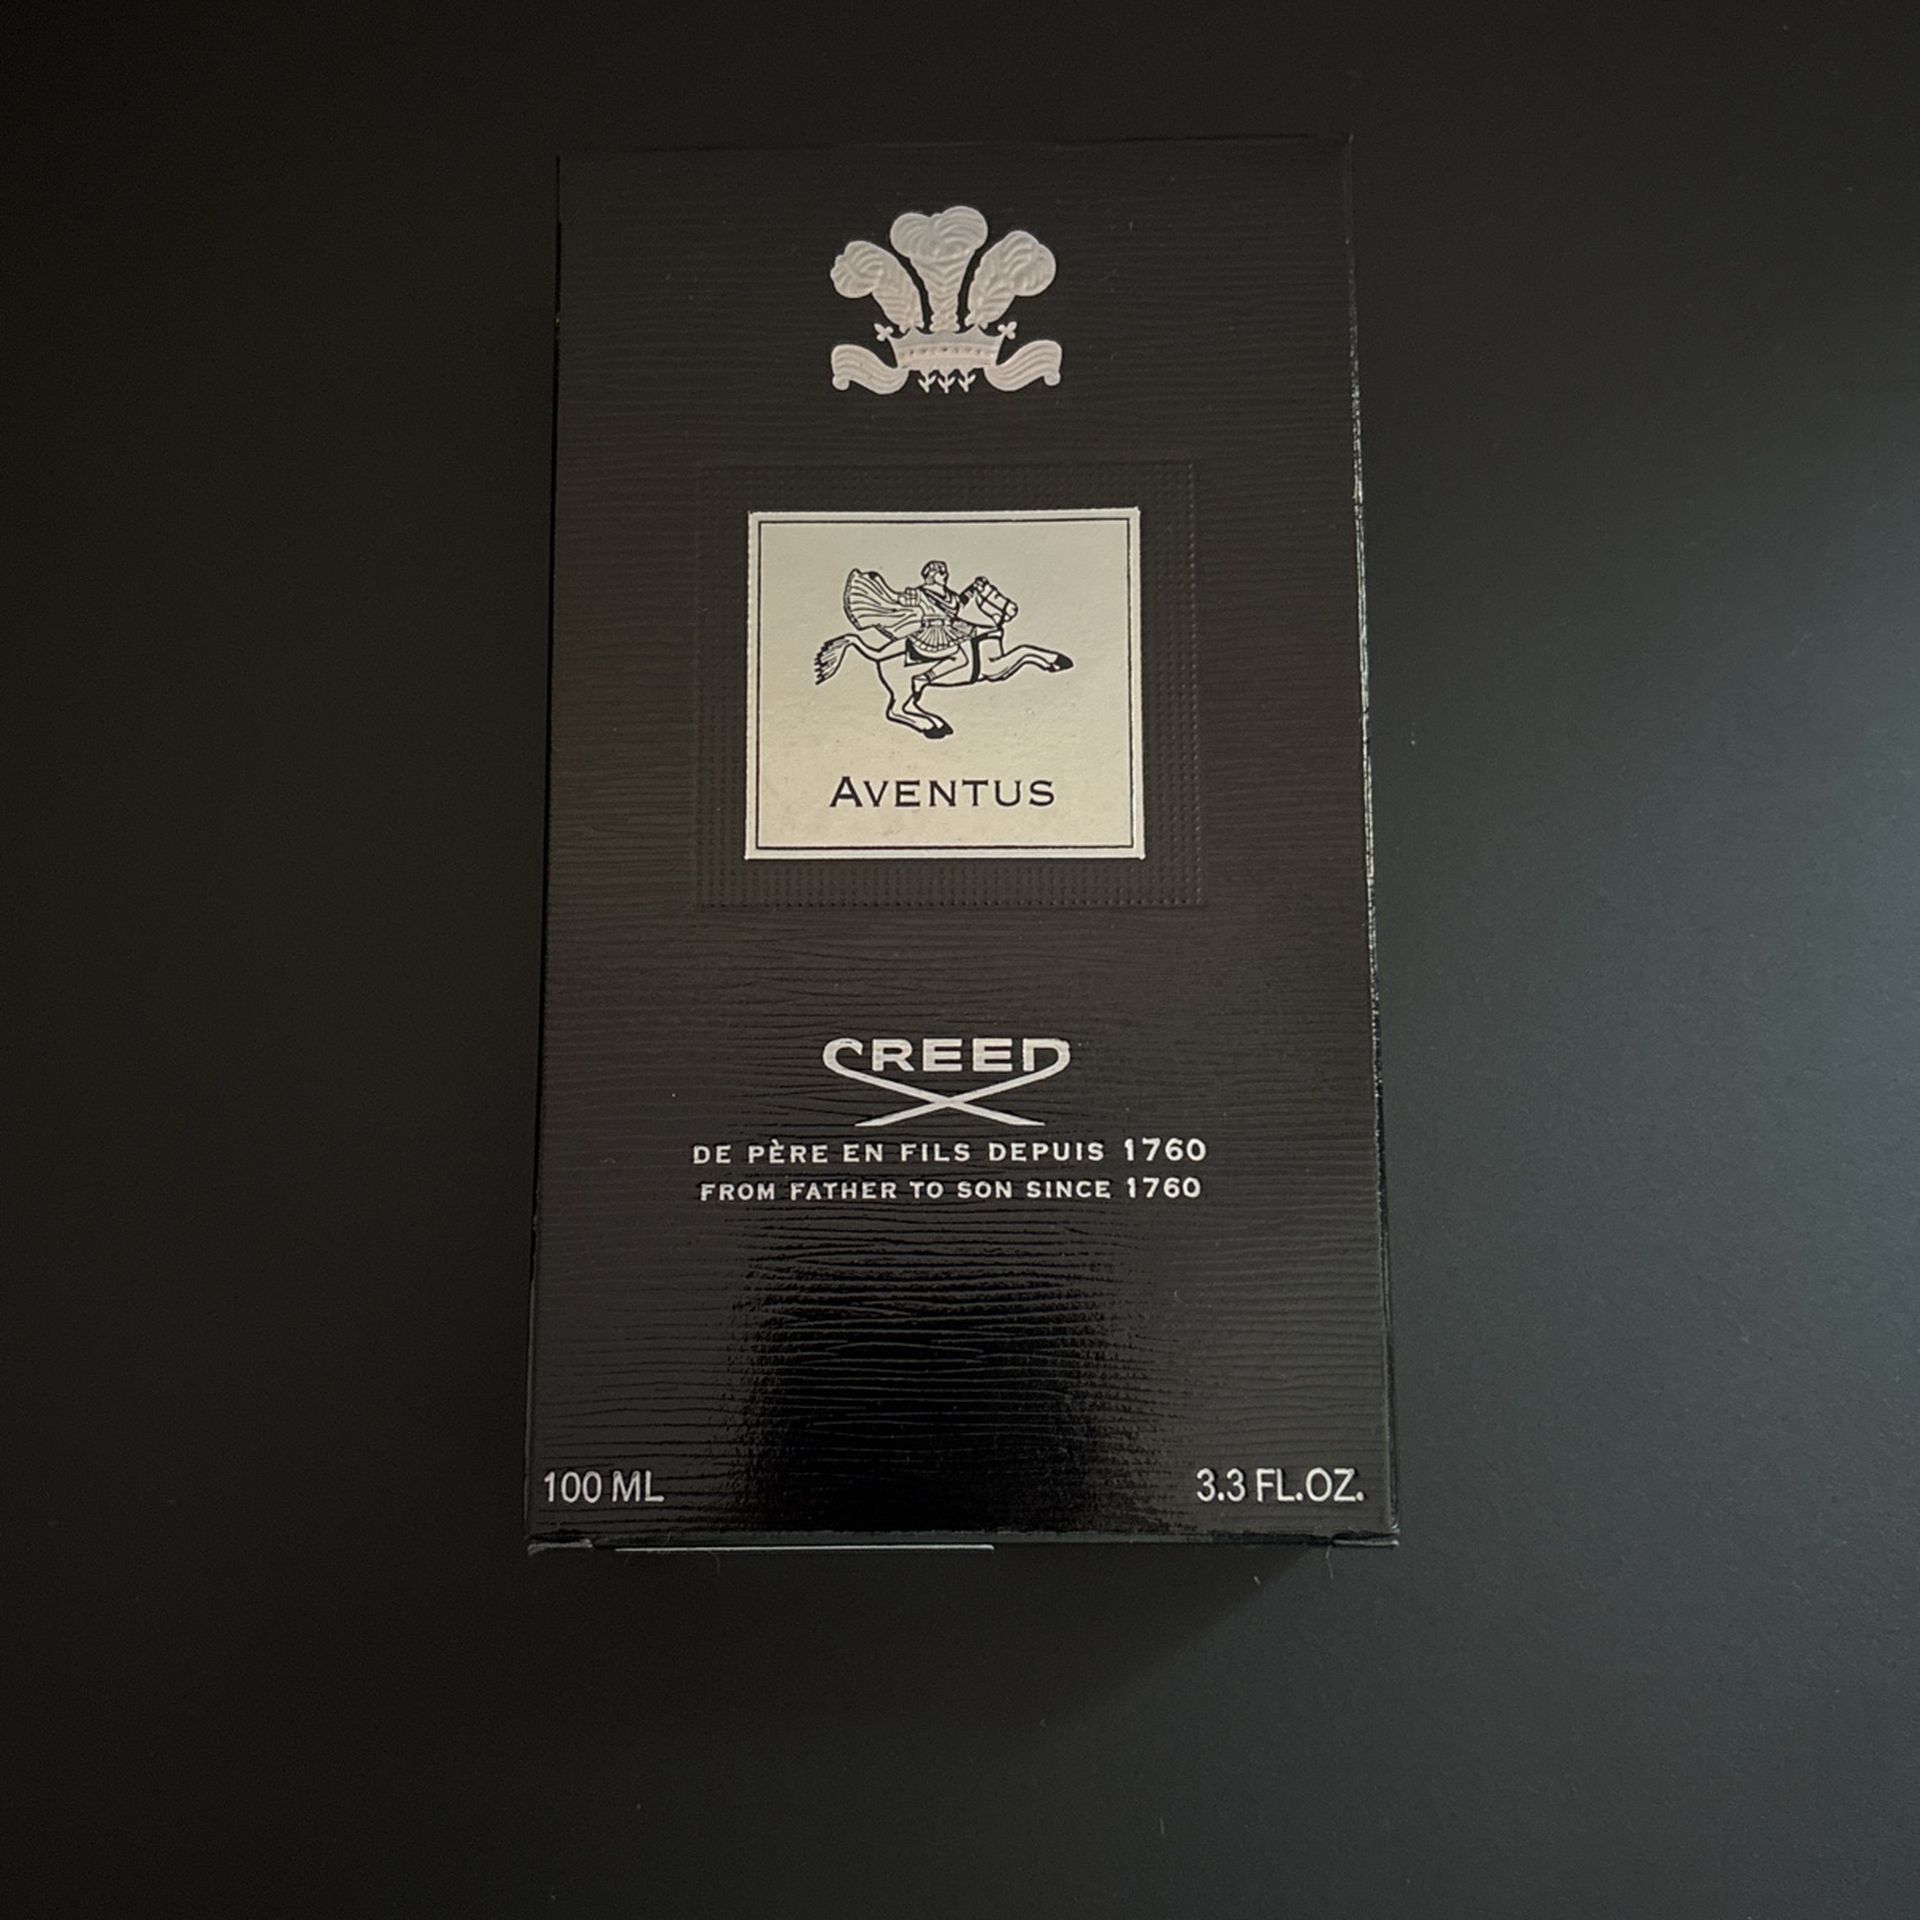 AVENTUS
CREED
DE PÈRE EN FILS DEPUIS 1760
FROM FATHER TO SON SINCE 1760
100 ML
3.3 FL.OZ.